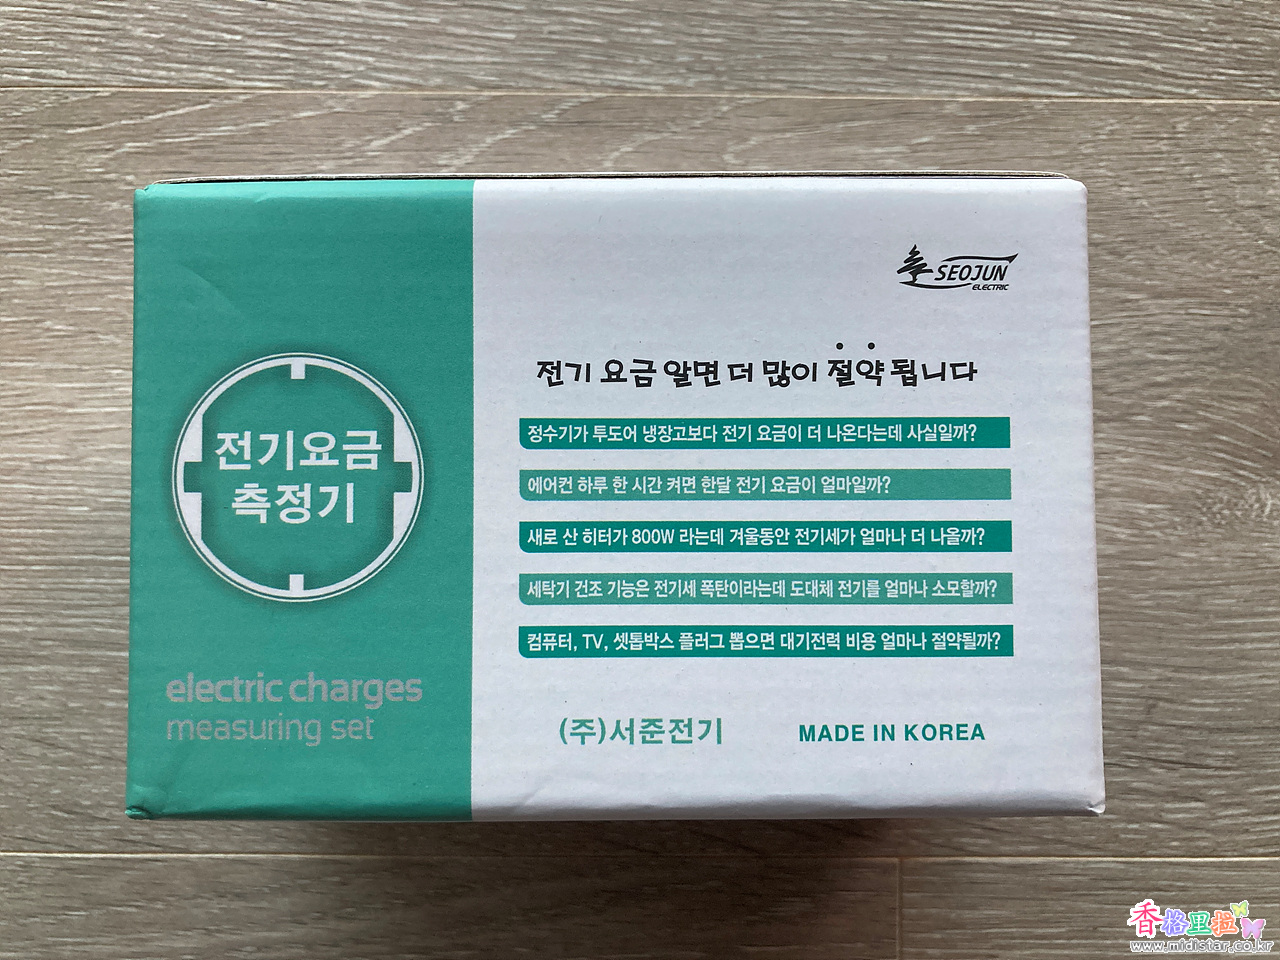 SEOJUN
ELECTRIC
전기 요금 알면 더 많이 절약 됩니다
정수기가 투도어 냉장고보다 전기 요금이 더 나온다는데 사실일까?
에어컨 하루 한 시간 켜면 한달 전기 요금이 얼마일까?
새로 산 히터가 800W 라는데 겨울동안 전기세가 얼마나 더 나올까?
세탁기 건조 기능은 전기세 폭탄이라는데 도대체 전기를 얼마나 소모할까?
컴퓨터, TV, 셋톱박스 플러그 뽑으면 대기전력 비용 얼마나 절약될까?
전기요금
측정기
electric charges
measuring set
(주)서준전기
MADE IN KOREA
香格里拉
www.midistar.co.kr